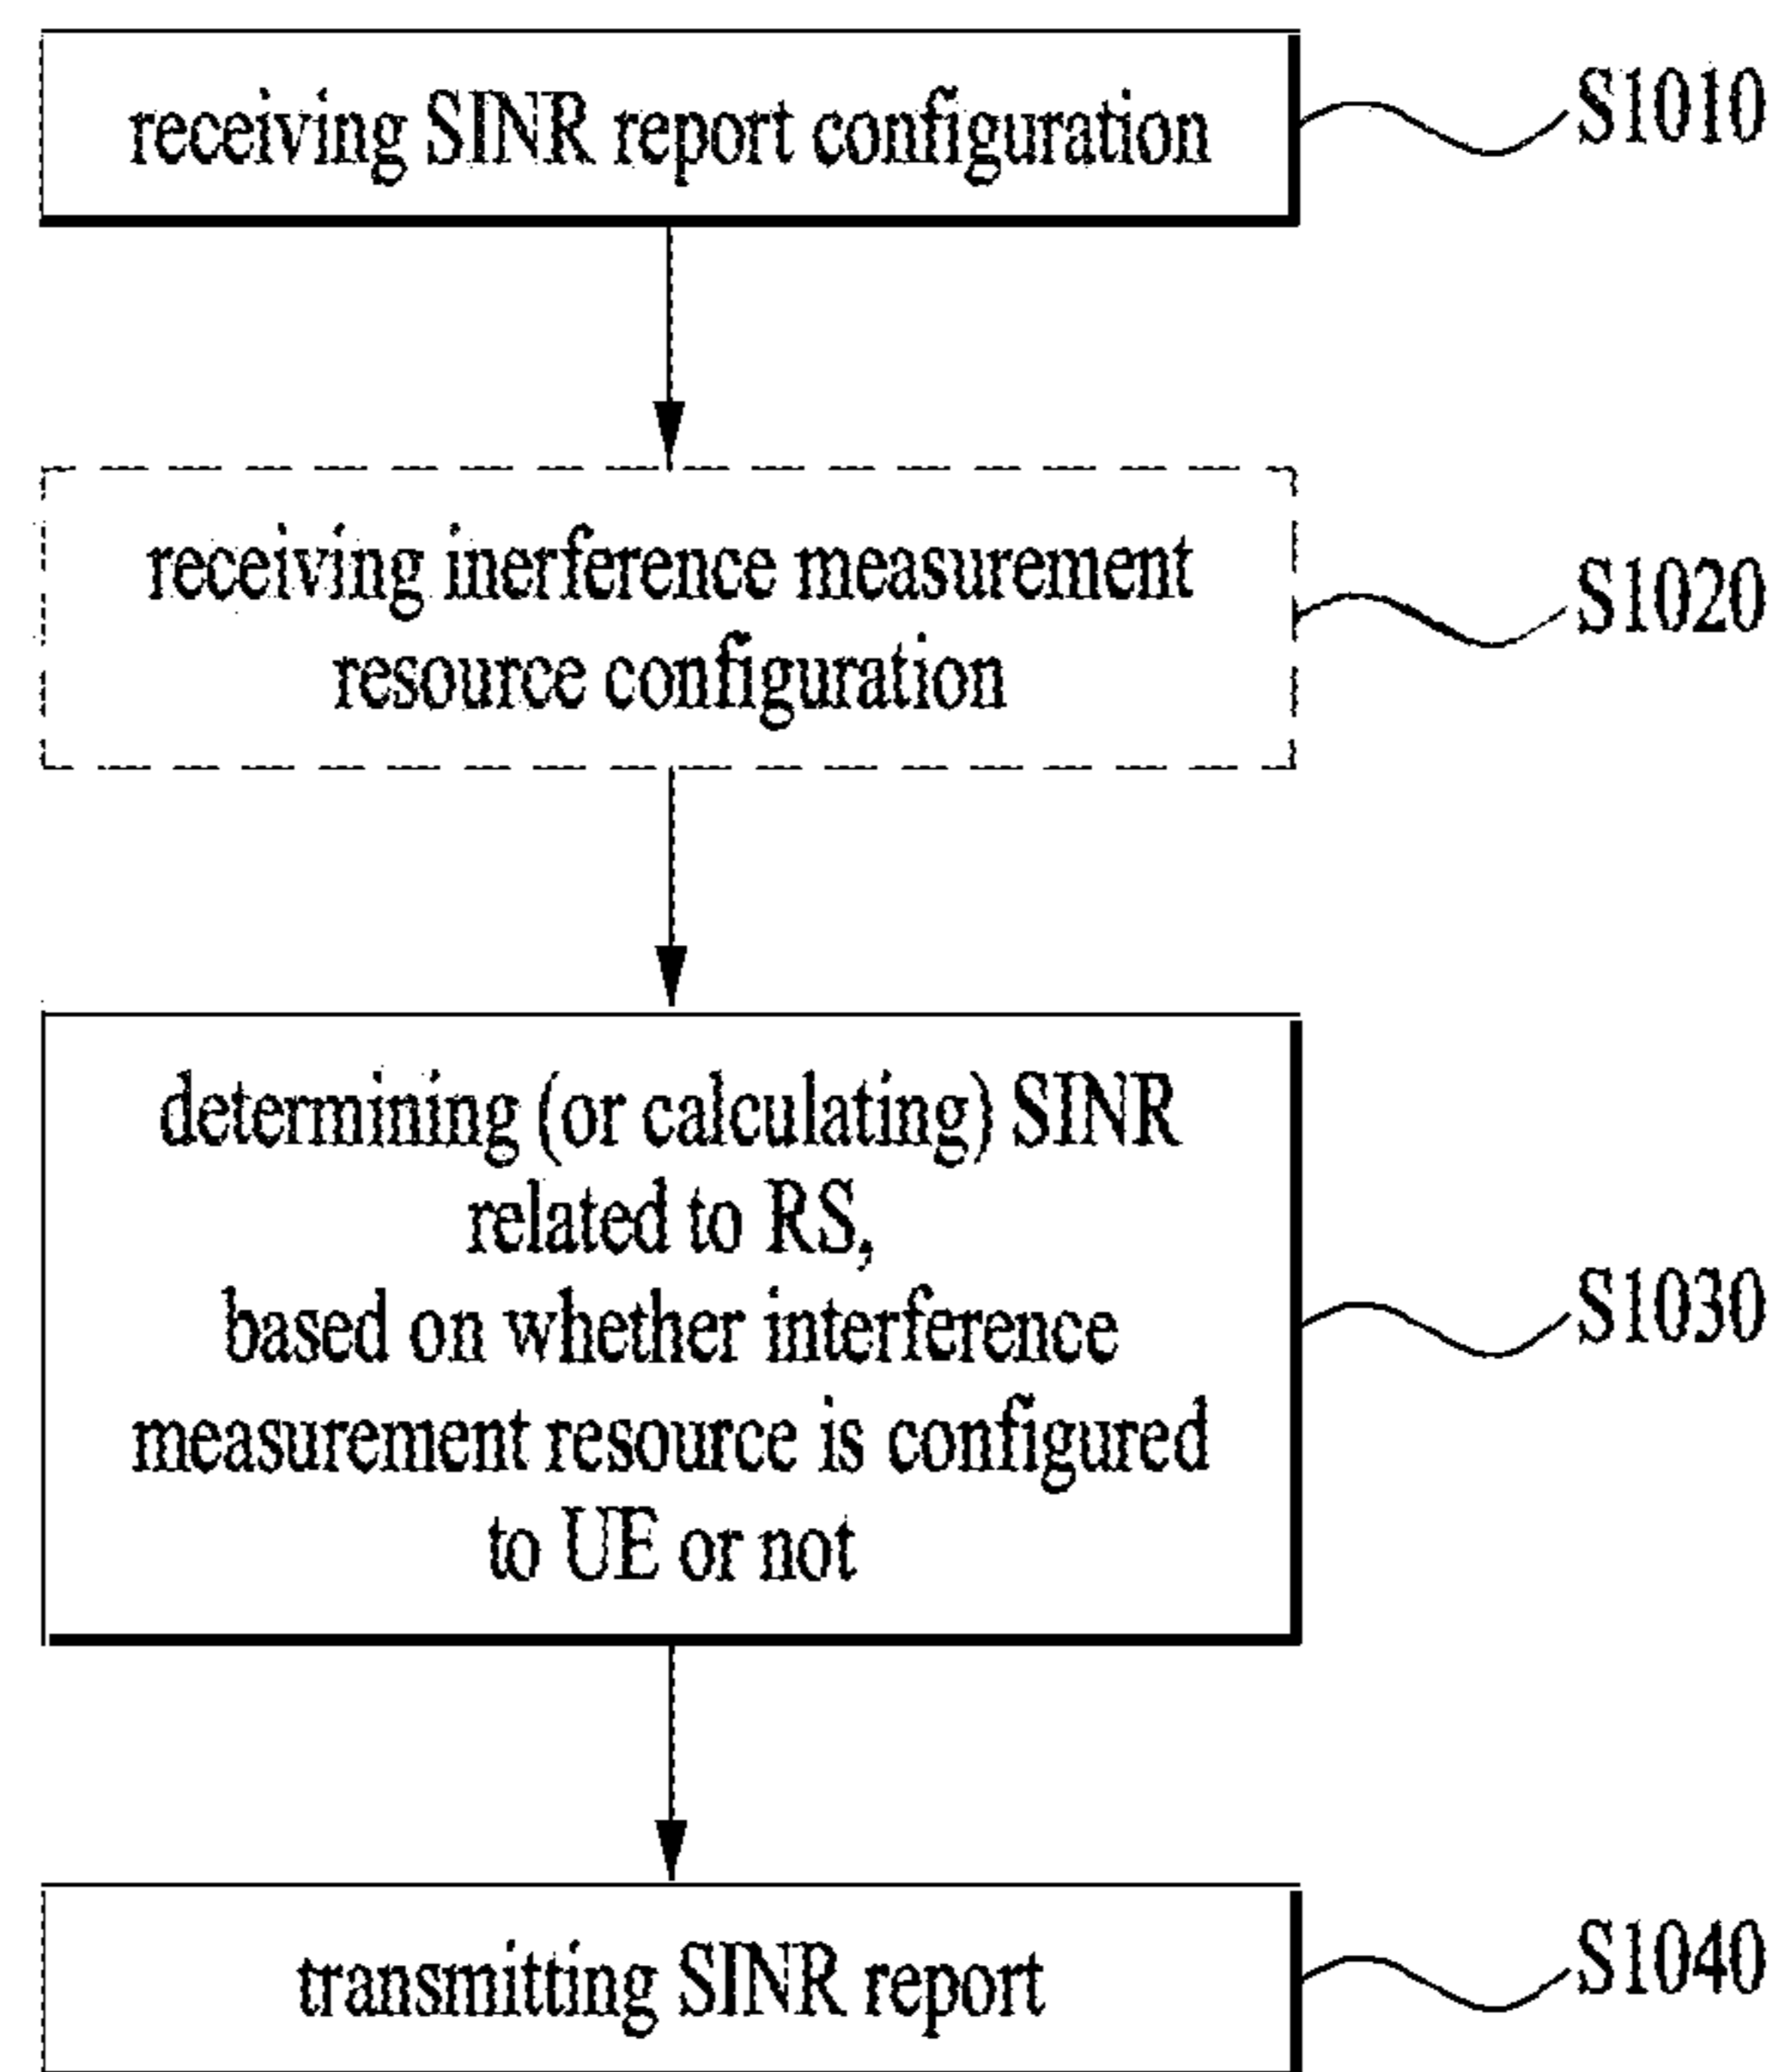 receiving SINR report configuration
S1010
receiving inerference measurement
resource configuration
S1020
determining (or calculating) SINR
related to RS,
based on whether interference
measurement resource is configured
to UE or not
S1030
transmitting SINR report
S1040